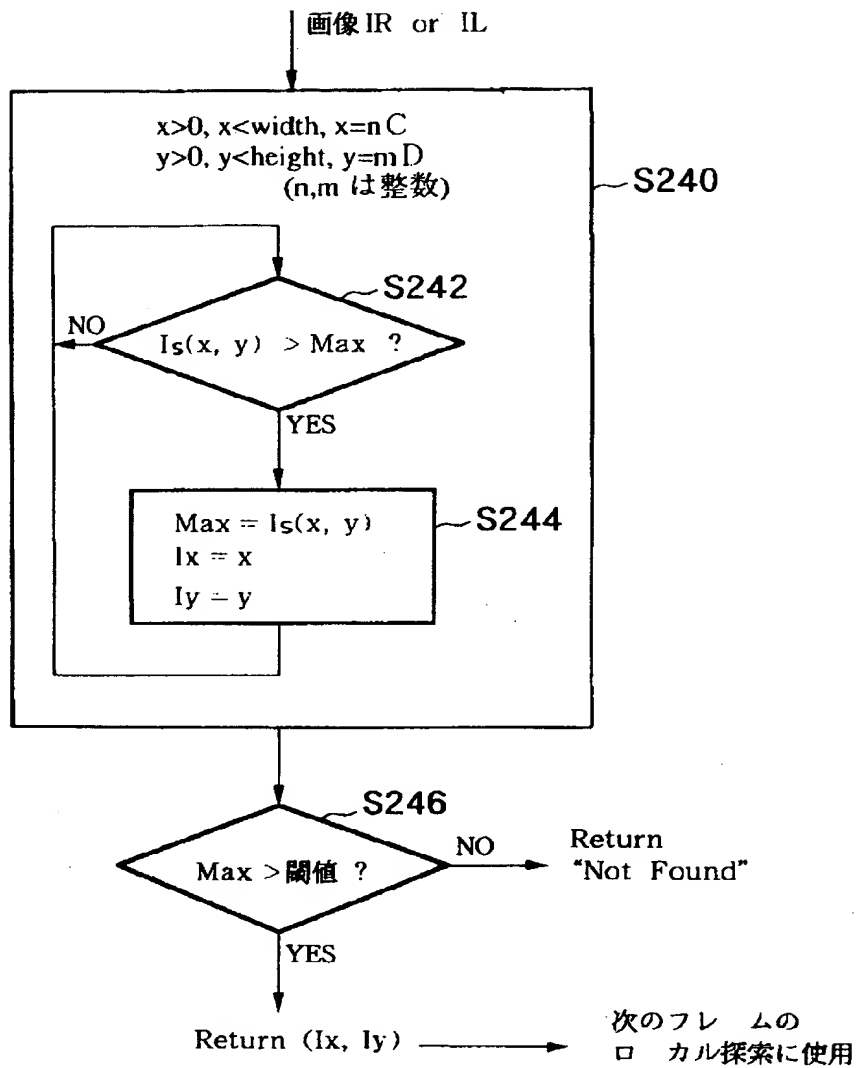 画像 IR or IL
x>0, x<width, x=nC
y>0, y<height, y=mD
(n,m は整数)
S240
S242
NO
Is(x, y) > Max ?
YES
Max = Is(x, y)
Ix = x
Iy = y
S244
S246
Max >閾値 ?
NO
Return
“Not Found”
YES
Return (Ix, Iy)
次のフレ ムの
ロ カル探索に使用